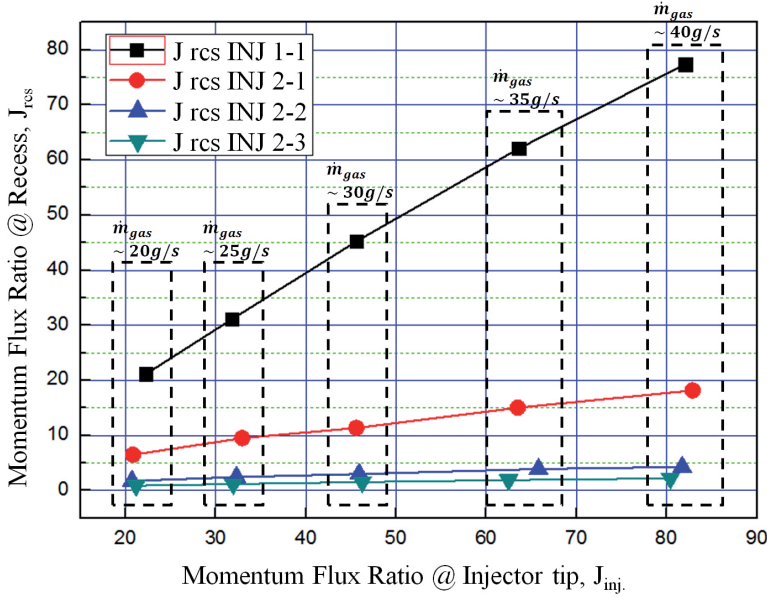 ṁgas
~ 40g/s
80
J rcs INJ 1-1
J rcs INJ 2-1
J rcs INJ 2-2
J rcs INJ 2-3
ṁgas
~ 35g/s
70
60
ṁgas
~ 30g/s
50
ṁgas
~ 20g/s
ṁgas
~ 25g/s
40
30
20
10
0
Momentum Flux Ratio @ Recess, Jrcs
20 30 40 50 60 70 80 90
Momentum Flux Ratio @ Injector tip, Jinj.